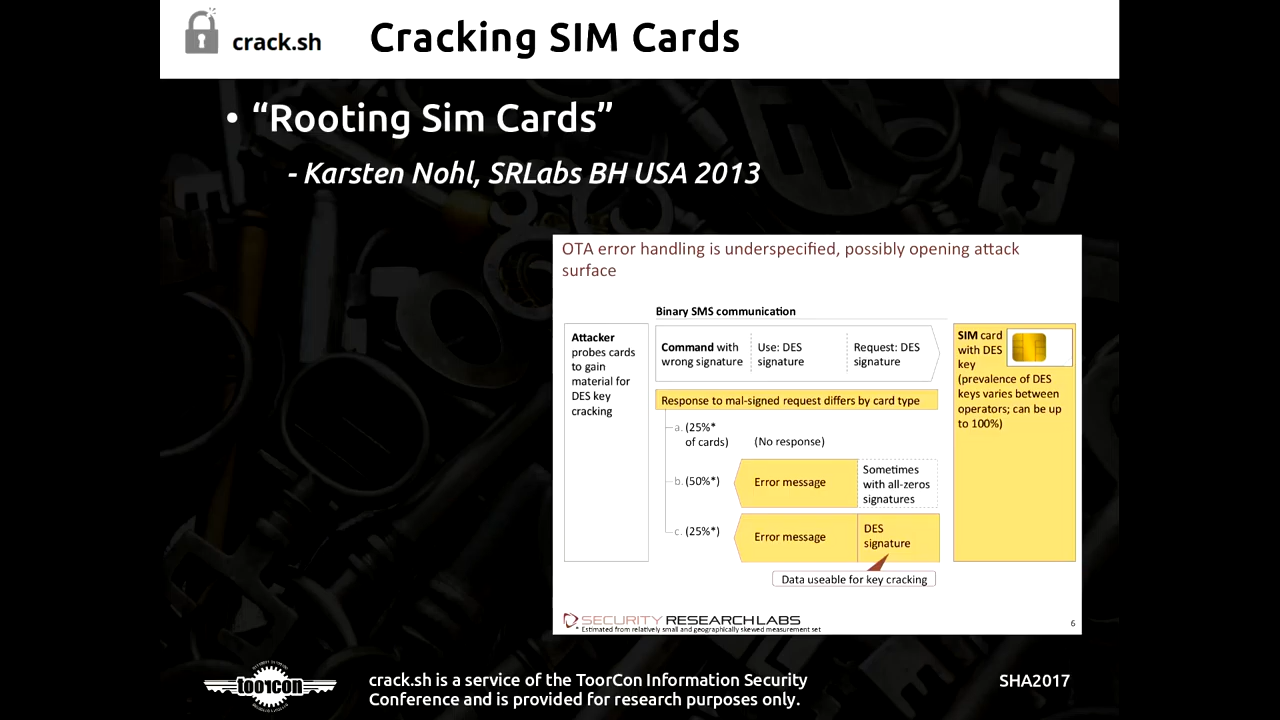 crack.sh
Cracking SIM Cards
• “Rooting Sim Cards”
- Karsten Nohl, SRLabs BH USA 2013
OTA error handling is underspecified, possibly opening attack
surface
Binary SMS communication
Attacker
probes cards
to gain
material for
DES key
cracking
Command with
wrong signature
Use: DES
signature
Request: DES
signature
Response to mal-signed request differs by card type
a. (25%*
of cards)
(No response)
b. (50%*)
Error message
Sometimes
with all-zeros
signatures
c. (25%*)
Error message
DES
signature
Data useable for key cracking
SIM card
with DES
key
(prevalence of DES
keys varies between
operators; can be up
to 100%)
SECURITY RESEARCH LABS
* Estimated from relatively small and geographically skewed measurement set
6
toorcon
crack.sh is a service of the ToorCon Information Security
Conference and is provided for research purposes only.
SHA2017